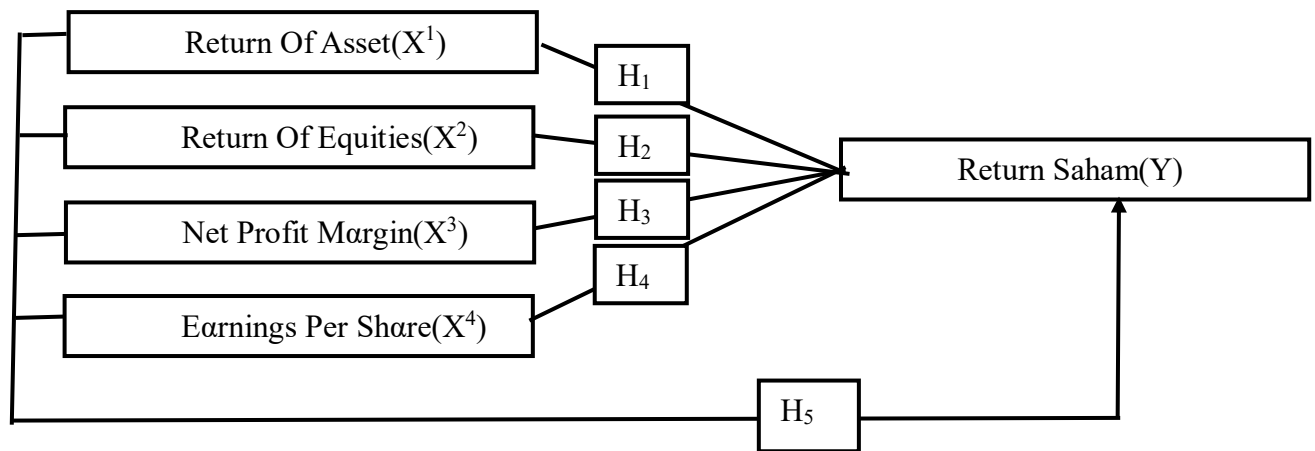 Return Of Asset(X¹)
H₁
Return Of Equities(X²)
H₂
Return Saham(Y)
Net Profit Mαrgin(X³)
H₃
Eαrnings Per Shαre(X⁴)
H₄
H₅